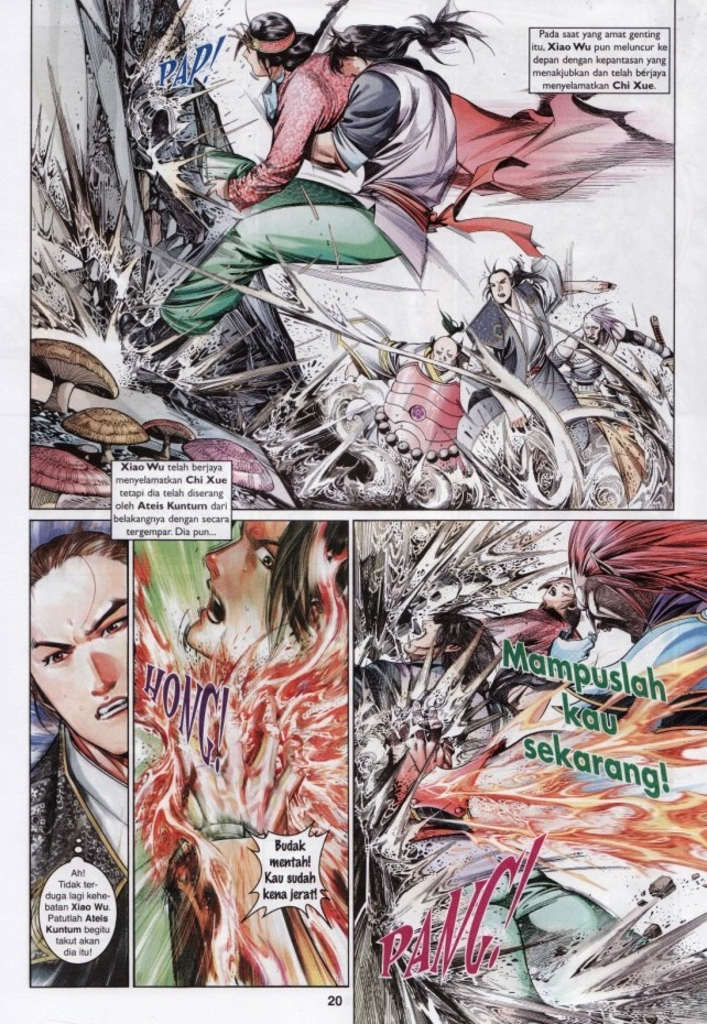 PAP!
Pada saat yang amat genting
itu, Xiao Wu pun meluncur ke
depan dengan kepantasan yang
menakjubkan dan telah berjaya
menyelamatkan Chi Xue.
Xiao Wu telah berjaya
menyelamatkan Chi Xue
tetapi dia telah diserang
oleh Ateis Kuntum dari
belakangnya dengan secara
tergempar. Dia pun...
Ah!
Tidak ter-
duga lagi kehe-
batan Xiao Wu.
Patutlah Ateis
Kuntum begitu
takut akan
dia itu!
HONG!
Budak
mentah!
Kau sudah
kena jerat!
Mampuslah
kau
sekarang!
PANG!
20